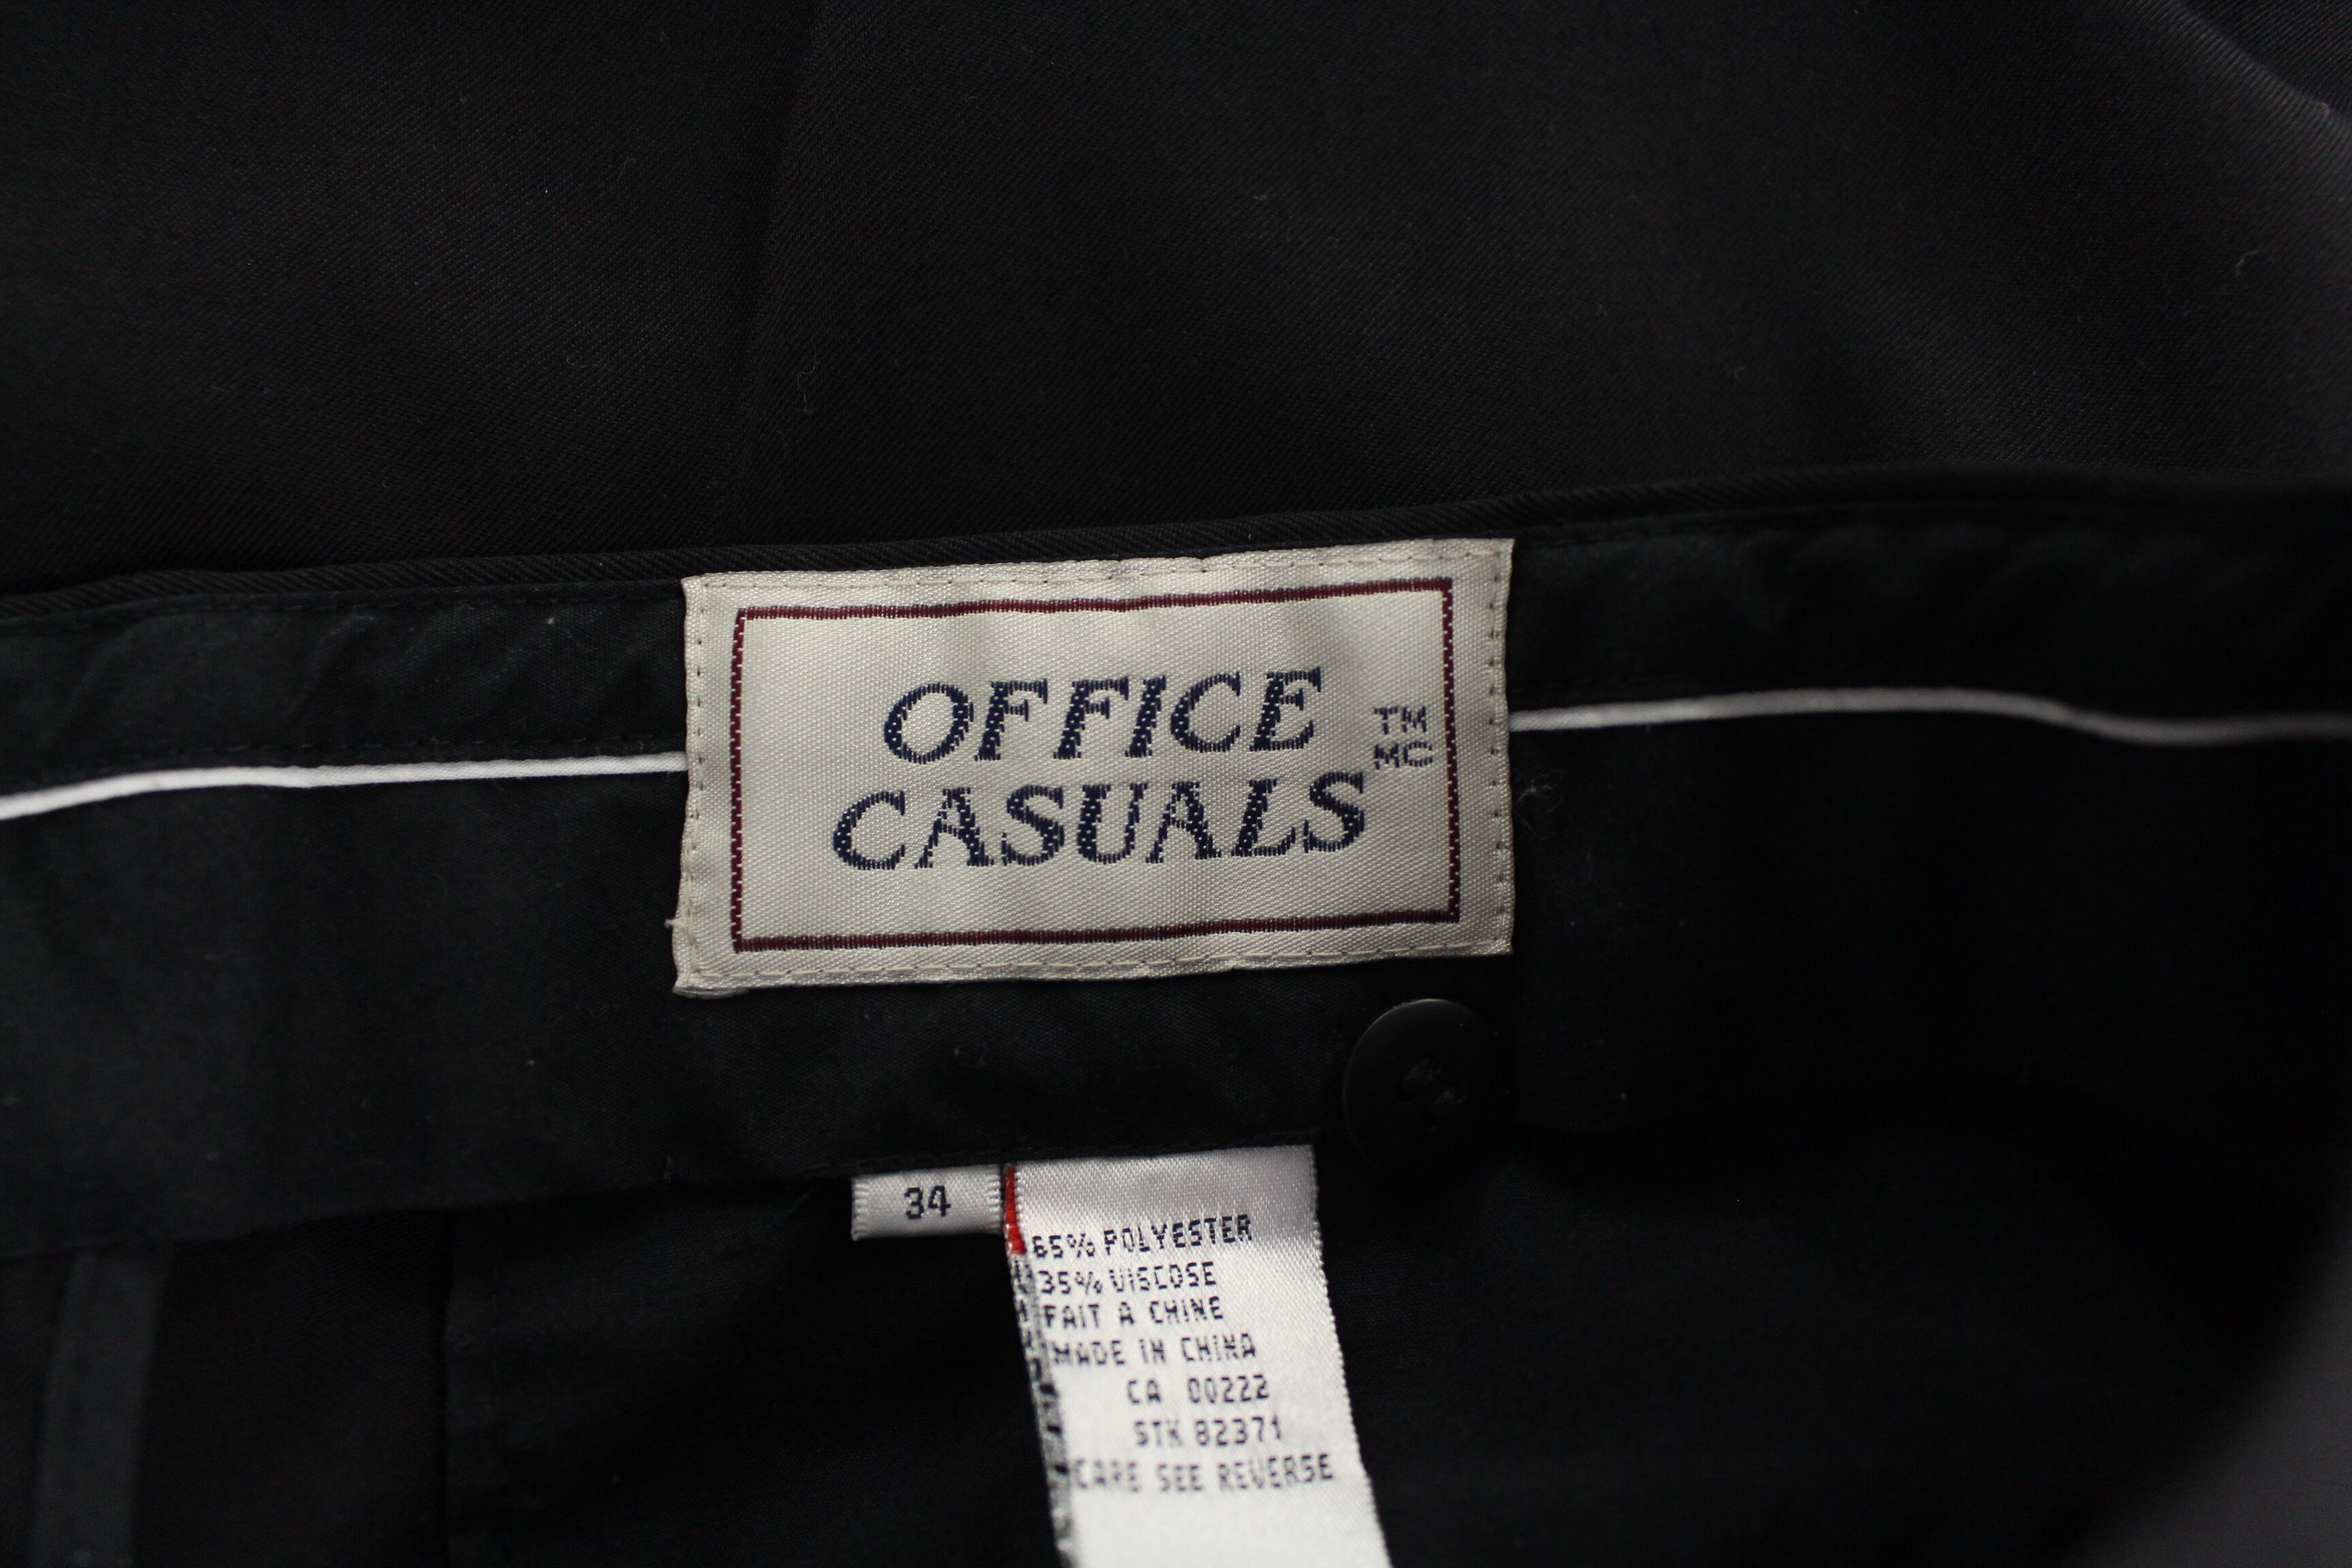 OFFICE
CASUALS
TM
MC
34
65% POLYESTER
35% VISCOSE
FAIT A CHINE
MADE IN CHINA
CA 00222
STK 82371
CARE SEE REVERSE